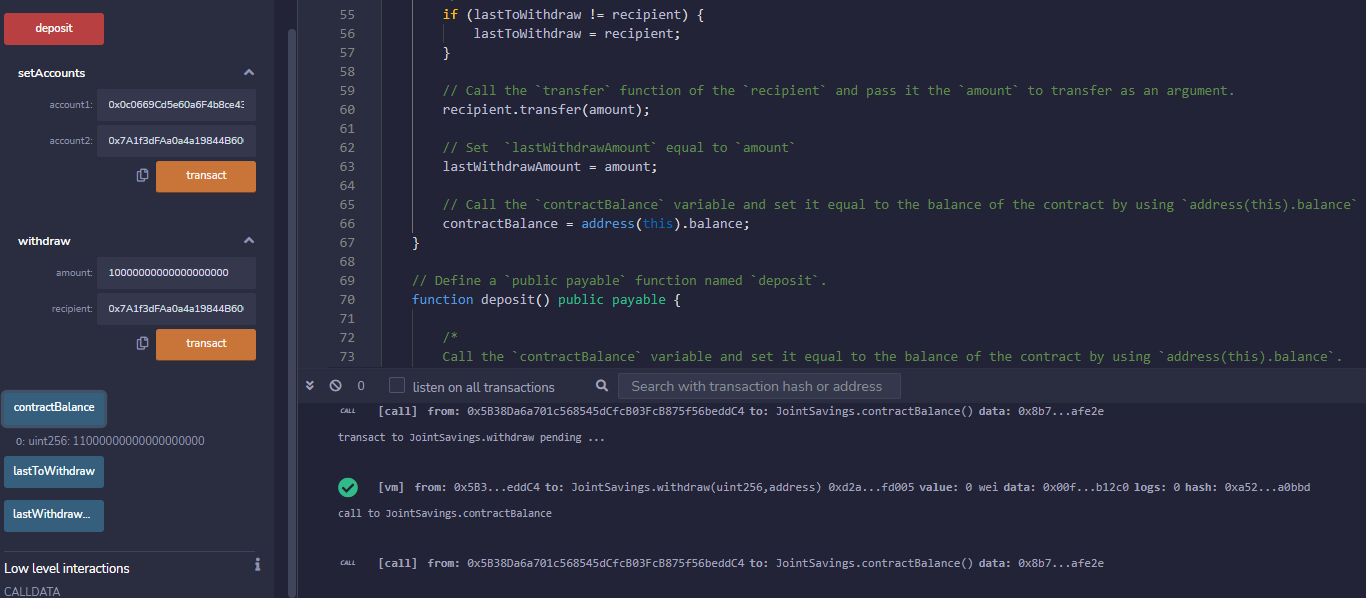 deposit
setAccounts
account1: 0x0c0669Cd5e60a6F4b8ce43
account2: 0x7A1f3dFAa0a4a19844B60
transact
withdraw
amount: 10000000000000000000
recipient: 0x7A1f3dFAa0a4a19844B60
transact
contractBalance
0: uint256: 11000000000000000000
lastToWithdraw
lastWithdraw...
Low level interactions
CALLDATA
55 if (lastToWithdraw != recipient) {
56 lastToWithdraw = recipient;
57 }
58
59 // Call the `transfer` function of the `recipient` and pass it the `amount` to transfer as an argument.
60 recipient.transfer(amount);
61
62 // Set  `lastWithdrawAmount` equal to `amount`
63 lastWithdrawAmount = amount;
64
65 // Call the `contractBalance` variable and set it equal to the balance of the contract by using `address(this).balance`
66 contractBalance = address(this).balance;
67 }
68
69 // Define a `public payable` function named `deposit`.
70 function deposit() public payable {
71
72 /*
73 Call the `contractBalance` variable and set it equal to the balance of the contract by using `address(this).balance`.
0 listen on all transactions Search with transaction hash or address
CALL [call] from: 0x5B38Da6a701c568545dCfcB03FcB875f56beddC4 to: JointSavings.contractBalance() data: 0x8b7...afe2e
transact to JointSavings.withdraw pending ...
[vm] from: 0x5B3...eddC4 to: JointSavings.withdraw(uint256,address) 0xd2a...fd005 value: 0 wei data: 0x00f...b12c0 logs: 0 hash: 0xa52...a0bbd
call to JointSavings.contractBalance
CALL [call] from: 0x5B38Da6a701c568545dCfcB03FcB875f56beddC4 to: JointSavings.contractBalance() data: 0x8b7...afe2e